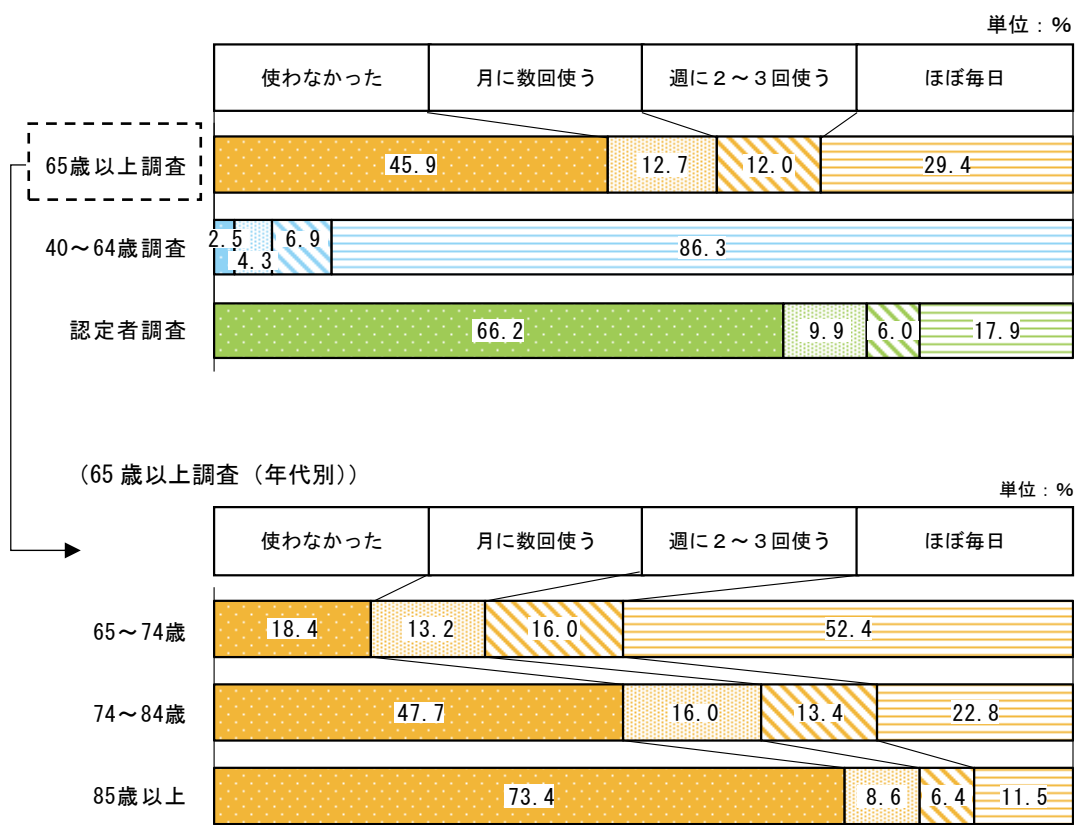 単位：%
使わなかった 月に数回使う 週に２～３回使う ほぼ毎日
65歳以上調査 45.9 12.7 12.0 29.4
40～64歳調査 2.5 4.3 6.9 86.3
認定者調査 66.2 9.9 6.0 17.9
（65歳以上調査（年代別））
単位：%
使わなかった 月に数回使う 週に２～３回使う ほぼ毎日
65～74歳 18.4 13.2 16.0 52.4
74～84歳 47.7 16.0 13.4 22.8
85歳以上 73.4 8.6 6.4 11.5